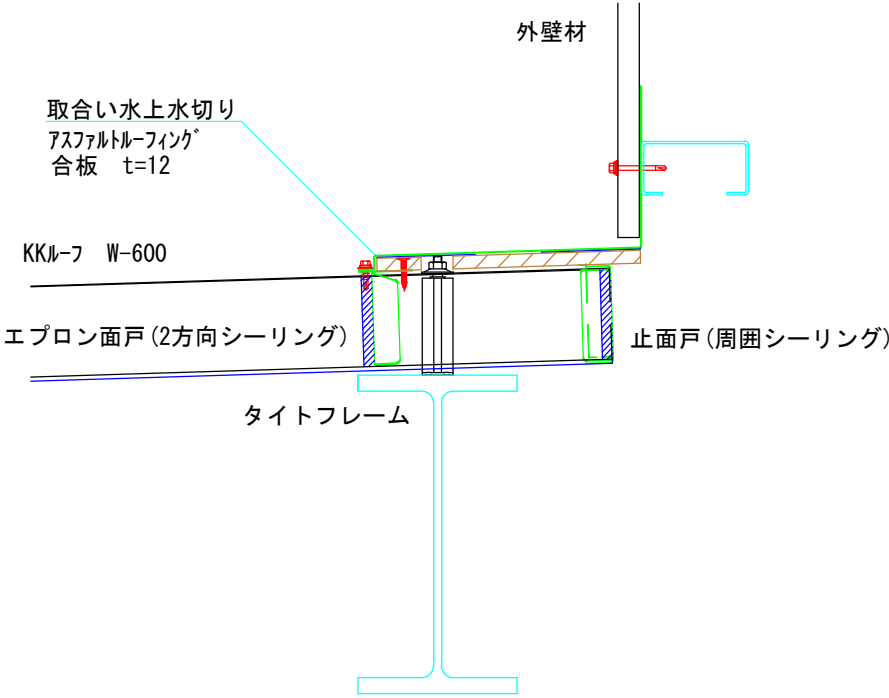 外壁材
取合い水上水切り
ｱｽﾌｧﾙﾄﾙｰﾌｨﾝｸﾞ
合板　t=12
KKﾙｰﾌ　W-600
エプロン面戸(2方向シーリング)
止面戸(周囲シーリング)
タイトフレーム